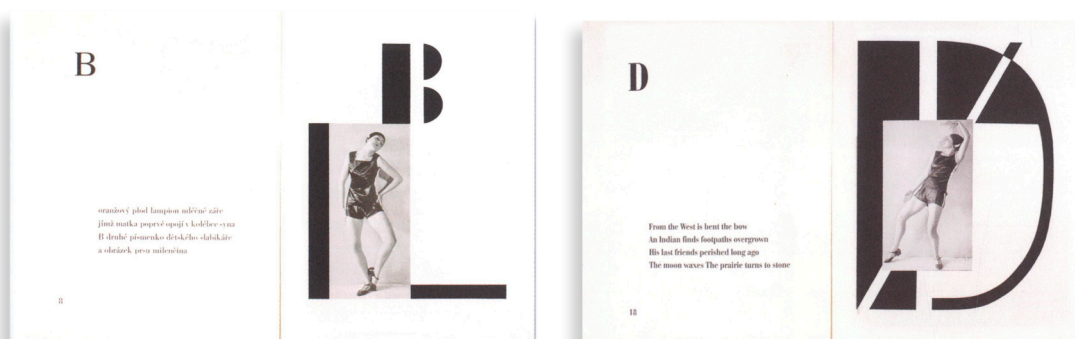 B
oranžový plod lampion mléčné záře
jímž matka poprvé opojí v kolébce syna
B druhé písmenko dětského slabikáře
a obrázek prsu milenčina
8
B
D
From the West is bent the bow
An Indian finds footpaths overgrown
His last friends perished long ago
The moon waxes The prairie turns to stone
18
D